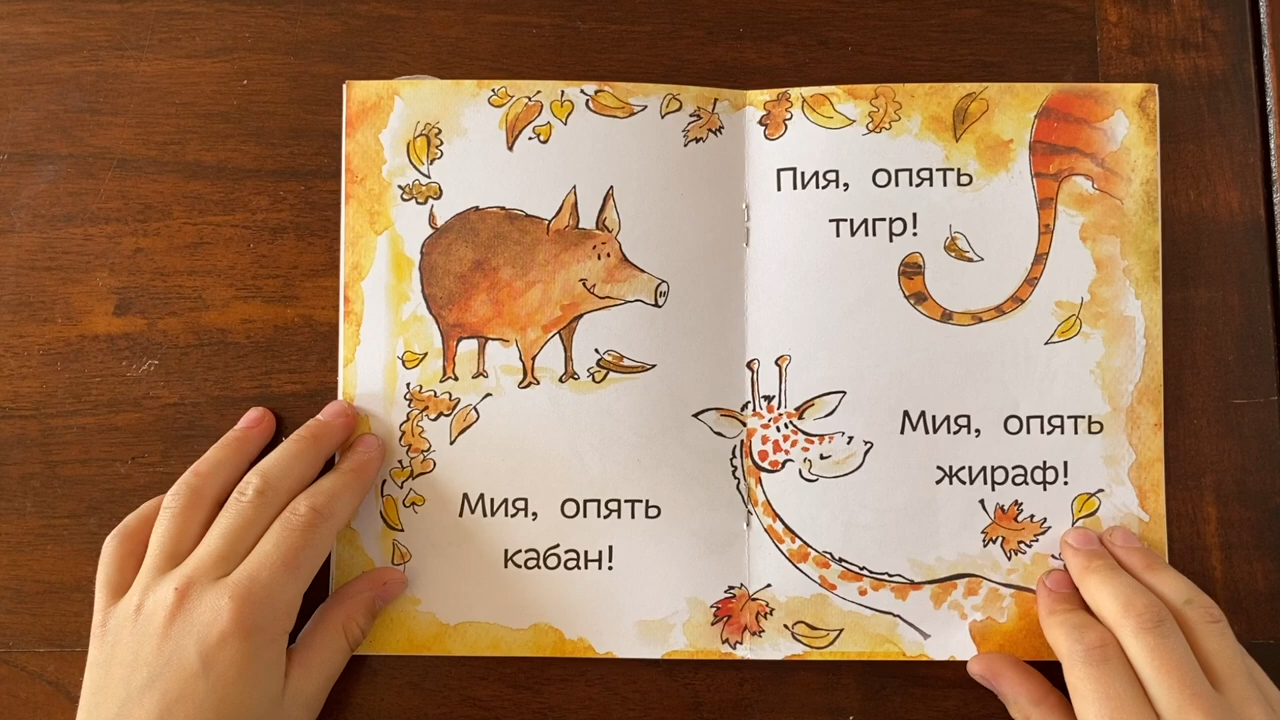 Мия, опять
кабан!
Пия, опять
тигр!
Мия, опять
жираф!